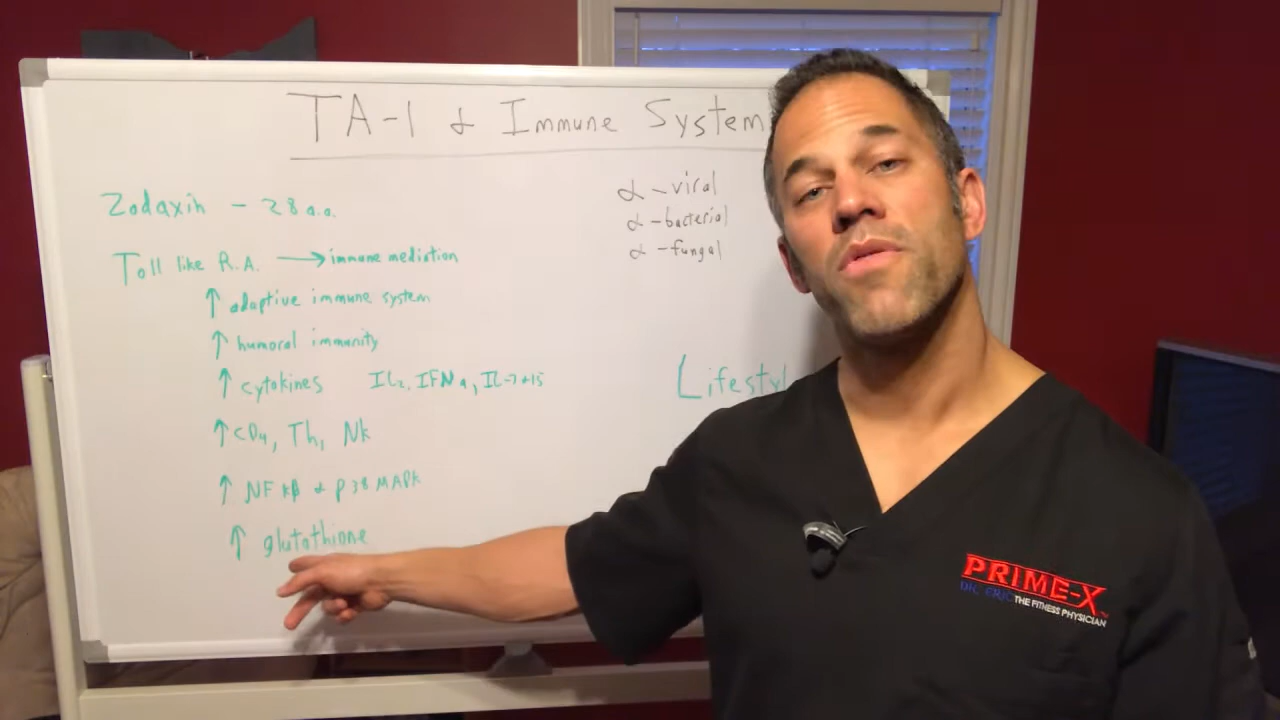 TA-1 & Immune System
Zodaxin - 28 a.a.
Toll like R.A. → immune mediation
↑ adaptive immune system
↑ humoral immunity
↑ cytokines IL2, IFN a, IL-7+15
↑ CD4, Th, Nk
↑ NF kβ & p38 MAPK
↑ glutathione
α-viral
α-bacterial
α-fungal
Lifestyl
PRIME-X
DR. ERIC THE FITNESS PHYSICIAN